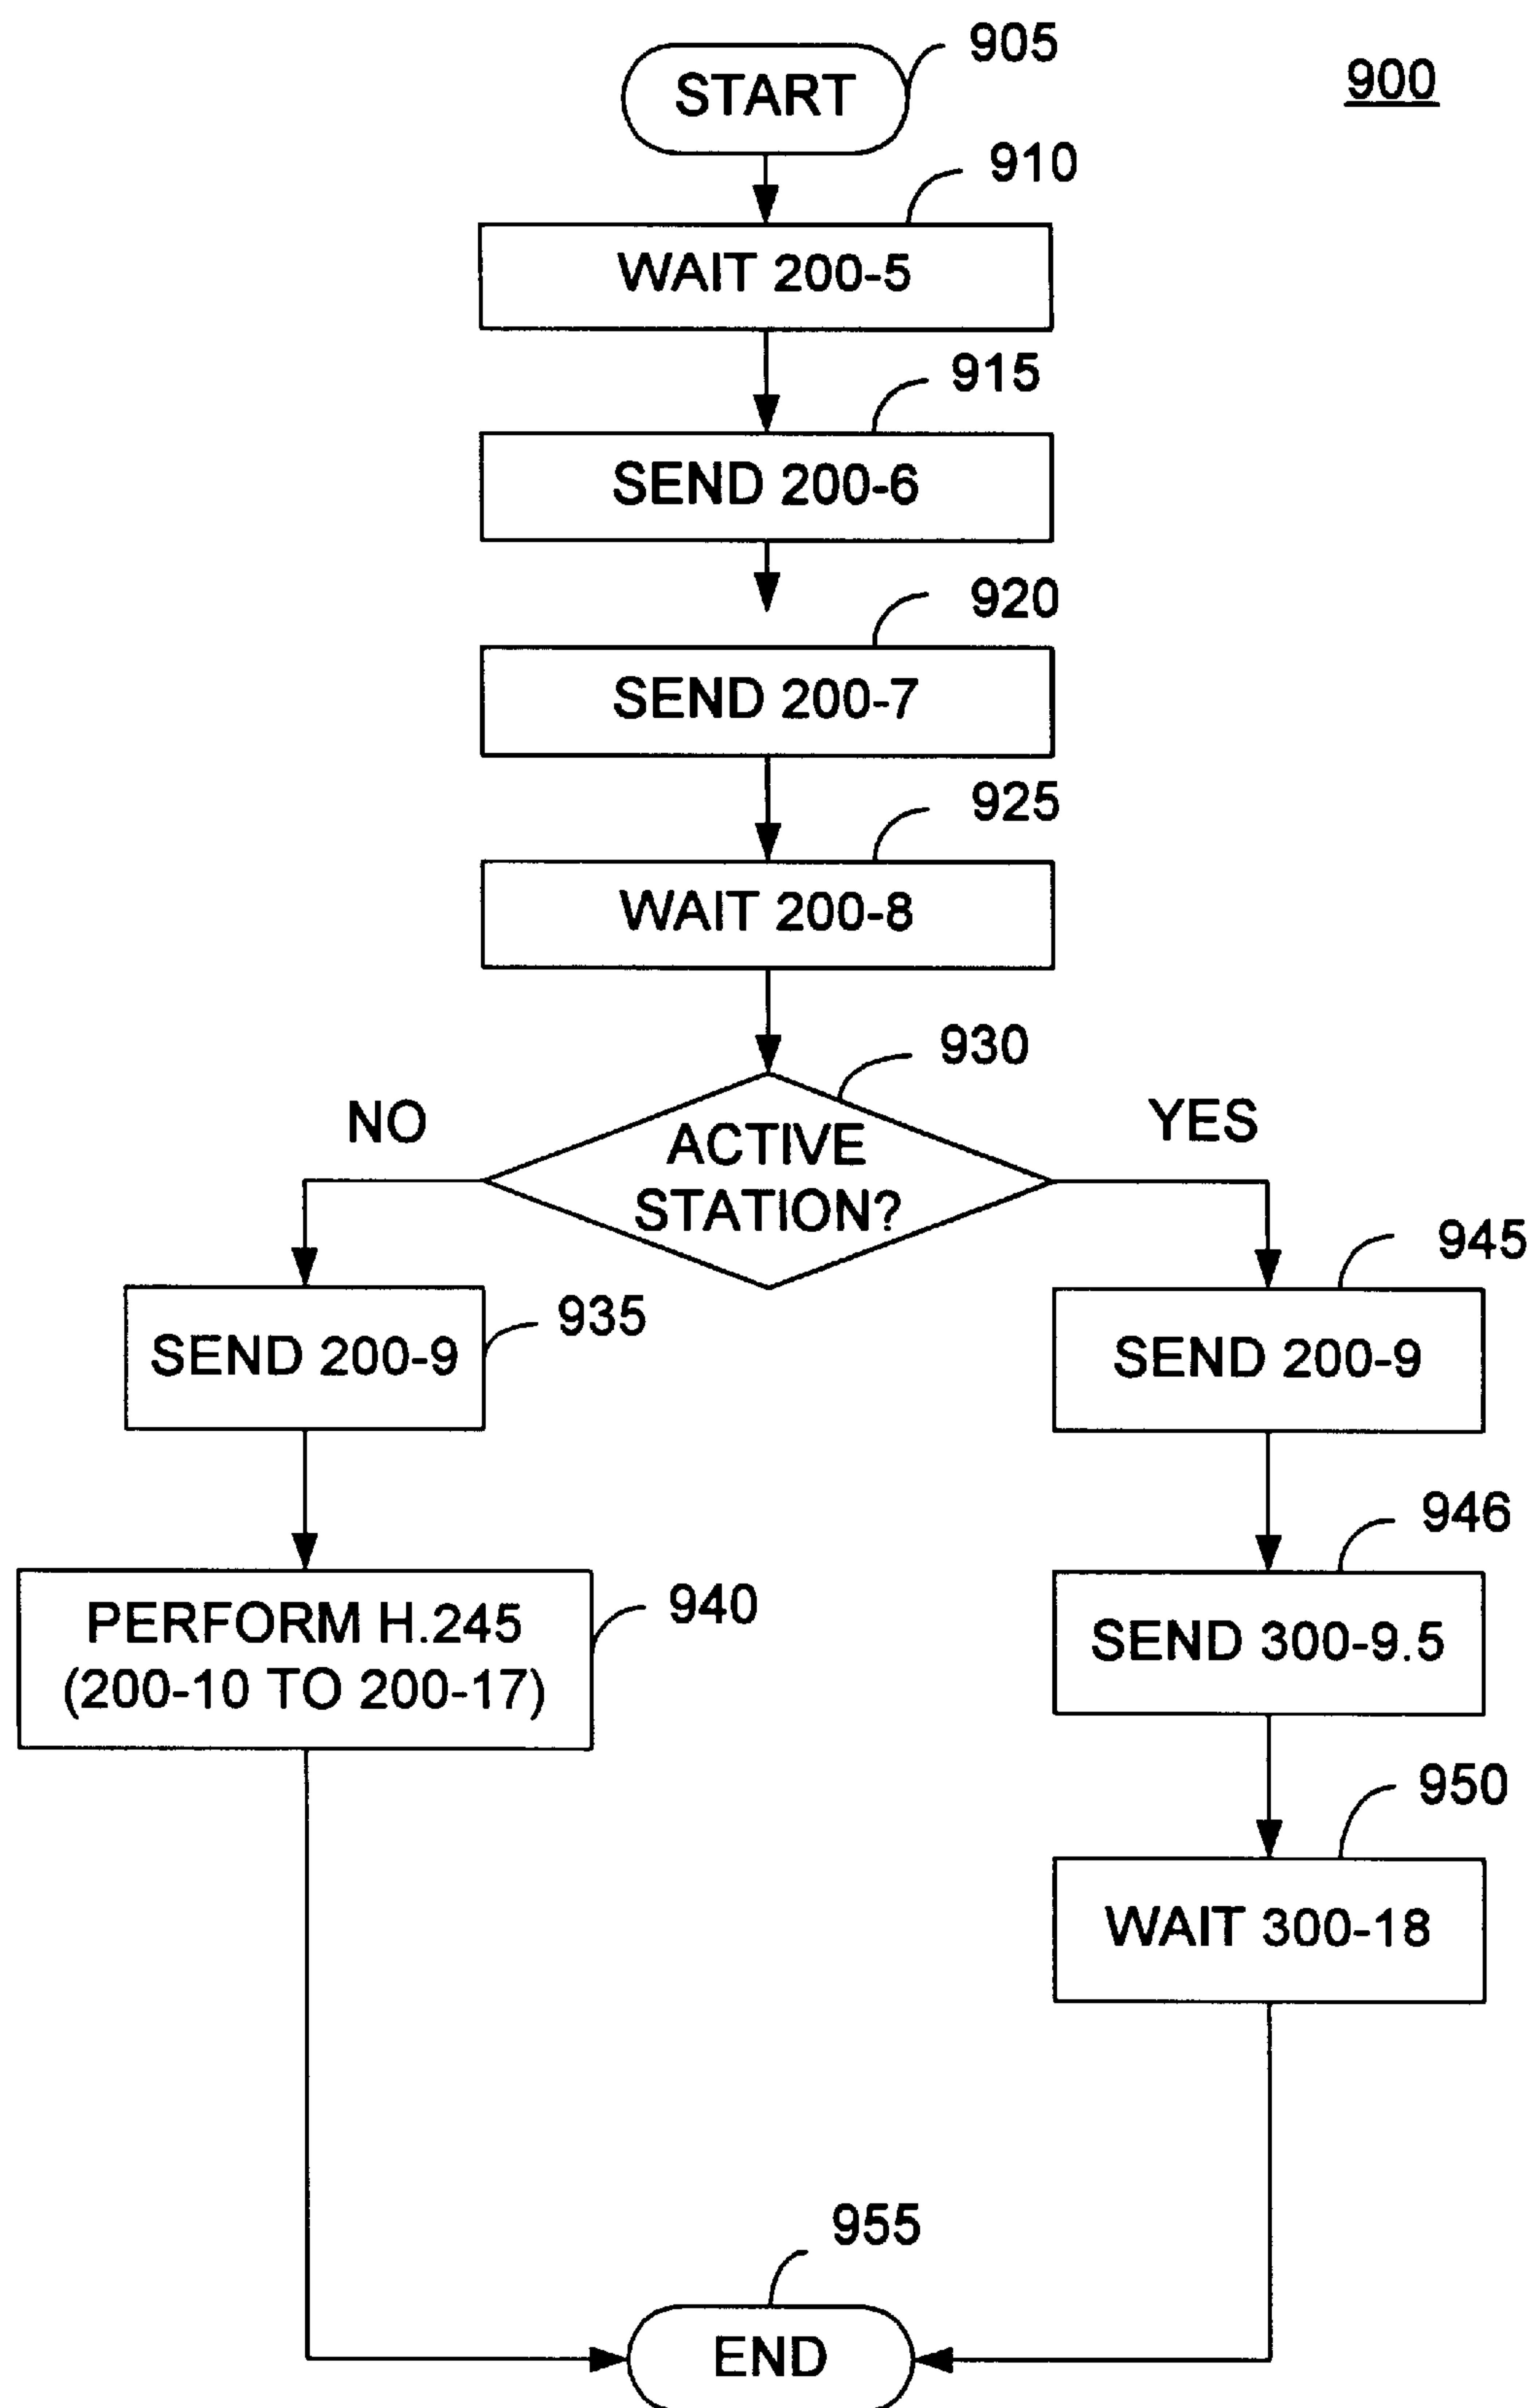 905
START
900
910
WAIT 200-5
915
SEND 200-6
920
SEND 200-7
925
WAIT 200-8
930
NO
YES
ACTIVE
STATION?
945
935
SEND 200-9
SEND 200-9
946
940
PERFORM H.245
(200-10 TO 200-17)
SEND 300-9.5
950
WAIT 300-18
955
END